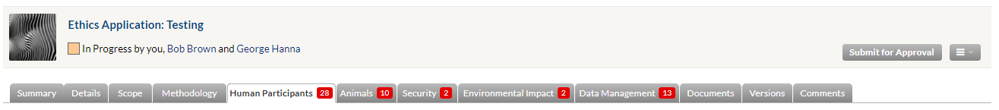 Ethics Application: Testing
In Progress by you, Bob Brown and George Hanna
Submit for Approval
Summary Details Scope Methodology Human Participants 28 Animals 10 Security 2 Environmental Impact 2 Data Management 13 Documents Versions Comments